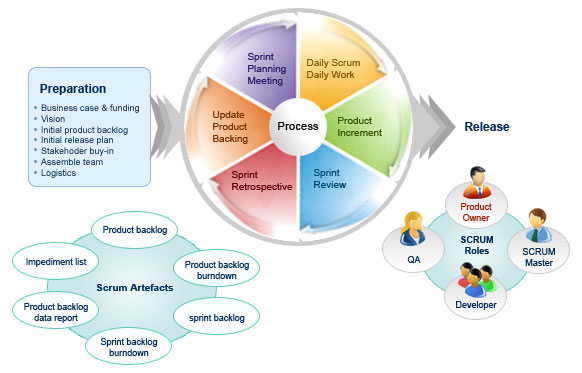 Preparation
Business case & funding
Vision
Initial product backlog
Initial release plan
Stakehoder buy-in
Assemble team
Logistics
Sprint
Planning
Meeting
Daily Scrum
Daily Work
Update
Product
Backing
Process
Product
Increment
Sprint
Retrospective
Sprint
Review
Release
Product backlog
Impediment list
Product backlog
burndown
Scrum Artefacts
Product backlog
data report
sprint backlog
Sprint backlog
burndown
Product
Owner
QA
SCRUM
Roles
SCRUM
Master
Developer